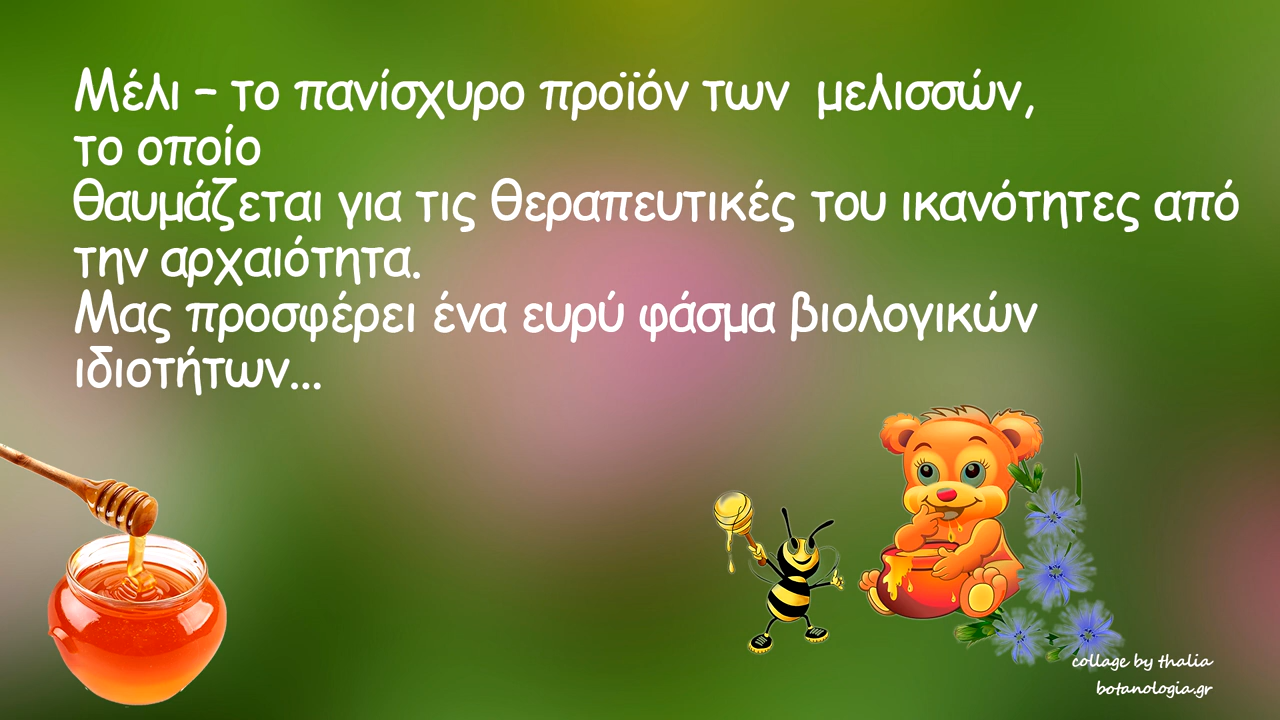 Μέλι – το πανίσχυρο προϊόν των μελισσών,
το οποίο
θαυμάζεται για τις θεραπευτικές του ικανότητες από
την αρχαιότητα.
Μας προσφέρει ένα ευρύ φάσμα βιολογικών
ιδιοτήτων...
collage by thalia
botanologia.gr